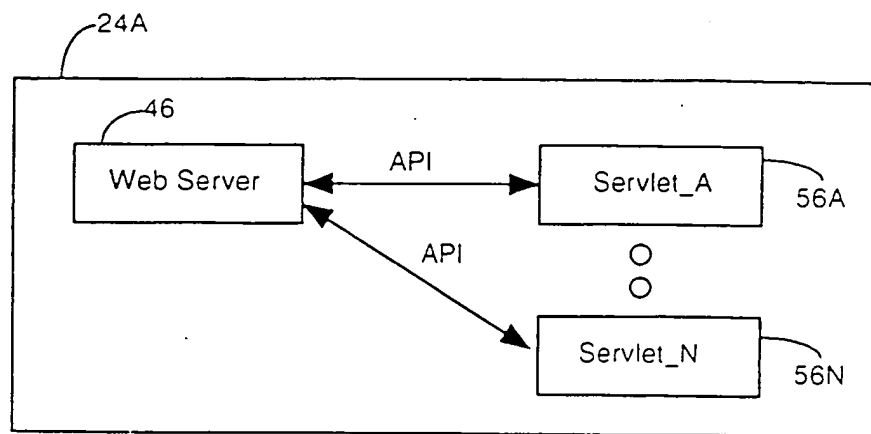 24A
46
Web Server
API
Servlet_A
56A
API
Servlet_N
56N